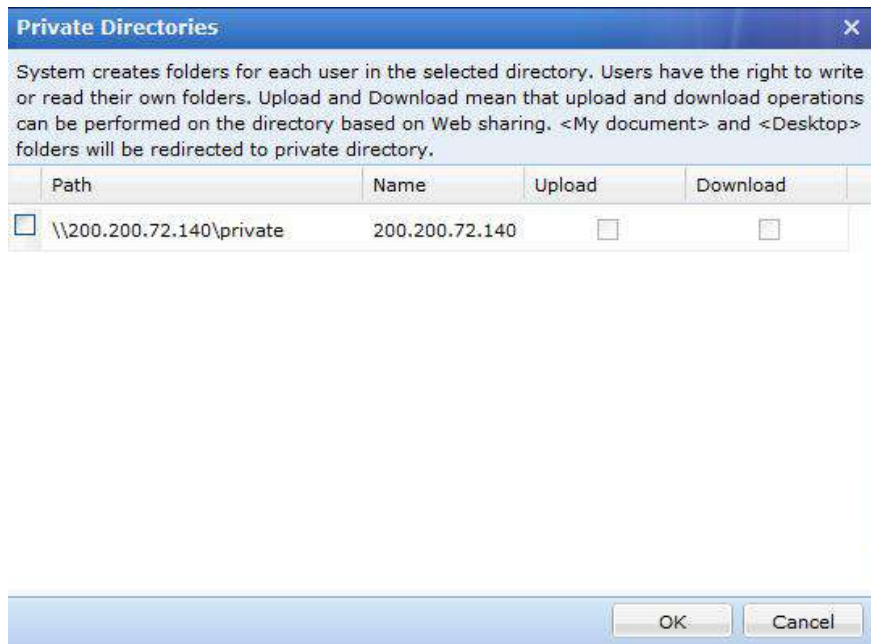 Private Directories
System creates folders for each user in the selected directory. Users have the right to write
or read their own folders. Upload and Download mean that upload and download operations
can be performed on the directory based on Web sharing. <My document> and <Desktop>
folders will be redirected to private directory.
Path Name Upload Download
\\200.200.72.140\private 200.200.72.140
OK Cancel